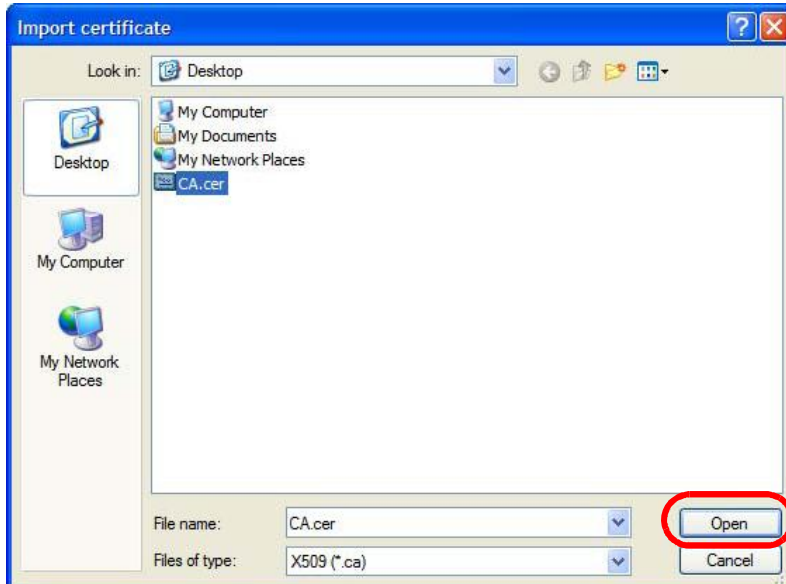 Import certificate
Look in:
Desktop
My Computer
My Documents
My Network Places
CA.cer
Desktop
My Computer
My Network
Places
File name:
CA.cer
Open
Files of type:
X509 (*.ca)
Cancel